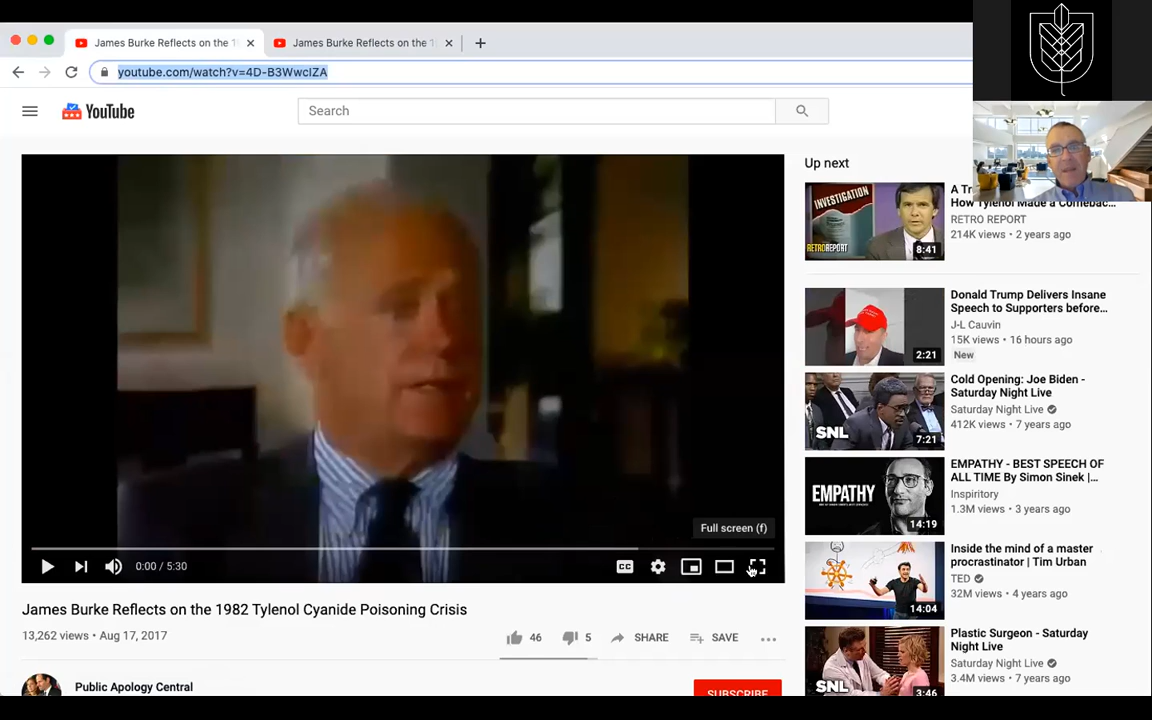 James Burke Reflects on the 1
James Burke Reflects on the 1
youtube.com/watch?v=4D-B3WwcIZA
YouTube
Search
Full screen (f)
0:00 / 5:30
CC
James Burke Reflects on the 1982 Tylenol Cyanide Poisoning Crisis
13,262 views • Aug 17, 2017
46
5
SHARE
SAVE
Public Apology Central
SUBSCRIBE
Up next
INVESTIGATION
RETRO REPORT
8:41
A Tr
How Tylenol Made a Comebac...
RETRO REPORT
214K views • 2 years ago
2:21
Donald Trump Delivers Insane
Speech to Supporters before...
J-L Cauvin
15K views • 16 hours ago
New
SNL
7:21
Cold Opening: Joe Biden -
Saturday Night Live
Saturday Night Live
412K views • 7 years ago
EMPATHY
14:19
EMPATHY - BEST SPEECH OF
ALL TIME By Simon Sinek |...
Inspiritory
1.3M views • 3 years ago
14:04
Inside the mind of a master
procrastinator | Tim Urban
TED
32M views • 4 years ago
SNL
3:46
Plastic Surgeon - Saturday
Night Live
Saturday Night Live
3.4M views • 7 years ago